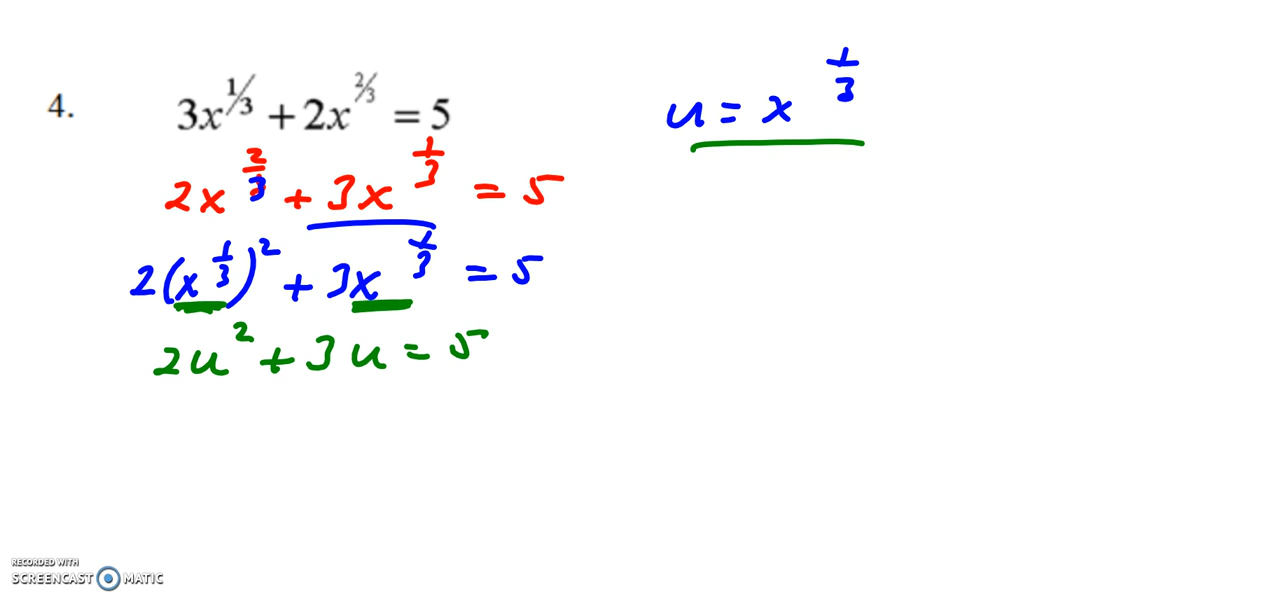 4. 3x^(1/3) + 2x^(2/3) = 5
u = x^(1/3)
2x^(2/3) + 3x^(1/3) = 5
2(x^(1/3))^2 + 3x^(1/3) = 5
2u^2 + 3u = 5
RECORDED WITH
SCREENCAST MATIC